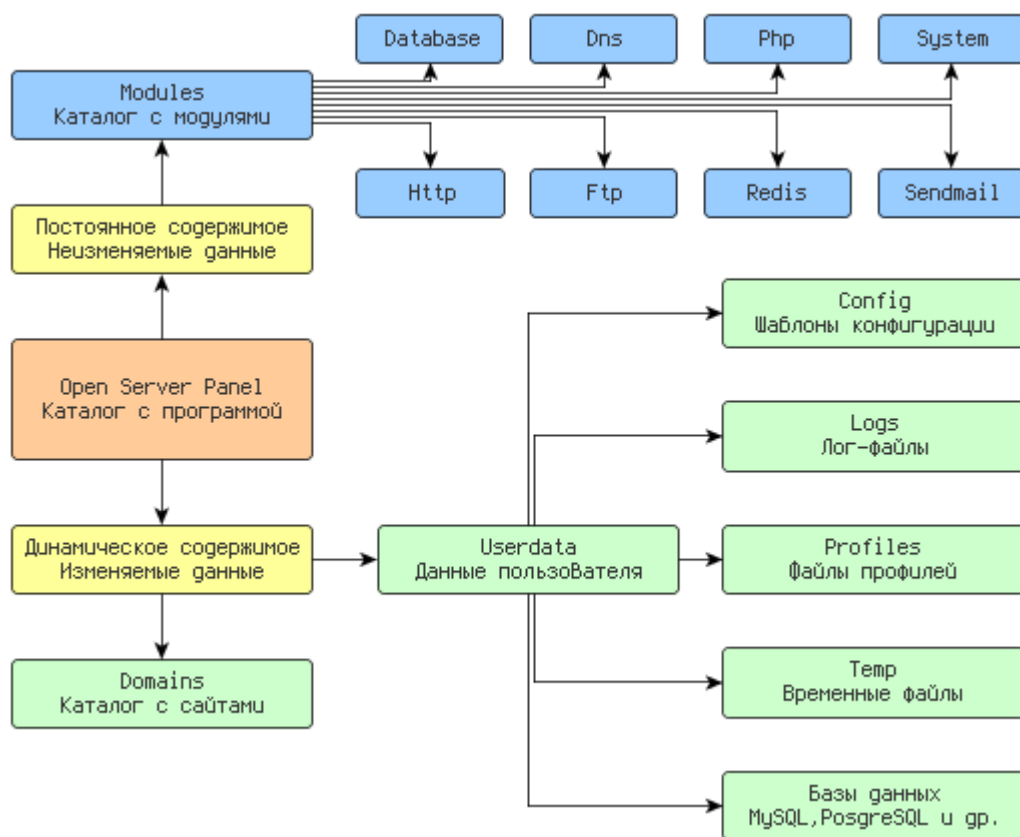 Database
Dns
Php
System
Modules
Каталог с модулями
Http
Ftp
Redis
Sendmail
Постоянное содержимое
Неизменяемые данные
Config
Шаблоны конфигурации
Open Server Panel
Каталог с программой
Logs
Лог-файлы
Динамическое содержимое
Изменяемые данные
Userdata
Данные пользователя
Profiles
Файлы профилей
Domains
Каталог с сайтами
Temp
Временные файлы
Базы данных
MySQL,PosgreSQL и др.